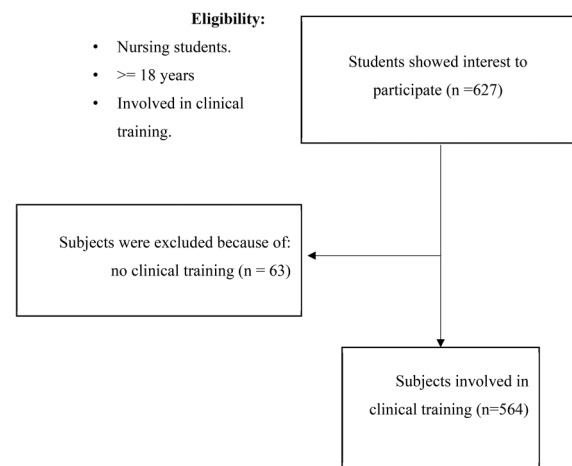 Eligibility:
• Nursing students.
• >= 18 years
• Involved in clinical
training.
Students showed interest to
participate (n =627)
Subjects were excluded because of:
no clinical training (n = 63)
Subjects involved in
clinical training (n=564)